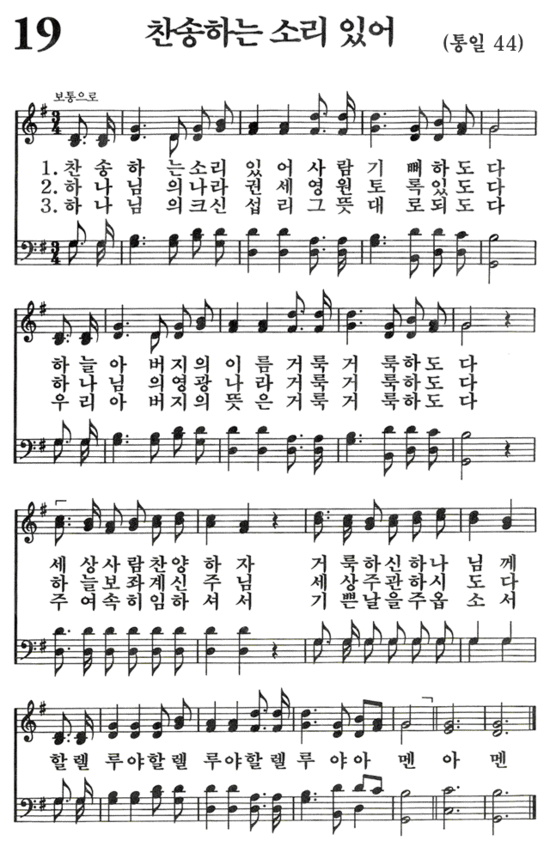 19 찬송하는 소리 있어 (통일 44)
보통으로
1. 찬 송 하 는 소리 있 어 사 람 기 뻐 하 도 다
2. 하 나 님 의 나라 권 세 영 원 토 록 있 도 다
3. 하 나 님 의 크신 섭 리 그 뜻 대 로 되 도 다
하 늘 아 버 지 의 이 름 거 룩 거 룩 하 도 다
하 나 님 의 영 광 나 라 거 룩 거 룩 하 도 다
우 리 아 버 지 의 뜻 은 거 룩 거 룩 하 도 다
세 상 사 람 찬 양 하 자 거 룩 하 신 하 나 님 께
하 늘 보 좌 계 신 주 님 세 상 주 관 하 시 도 다
주 여 속 히 임 하 셔 서 기 쁜 날 을 주 옵 소 서
할 렐 루 야 할 렐 루 야 할 렐 루 야 아 멘 아 멘